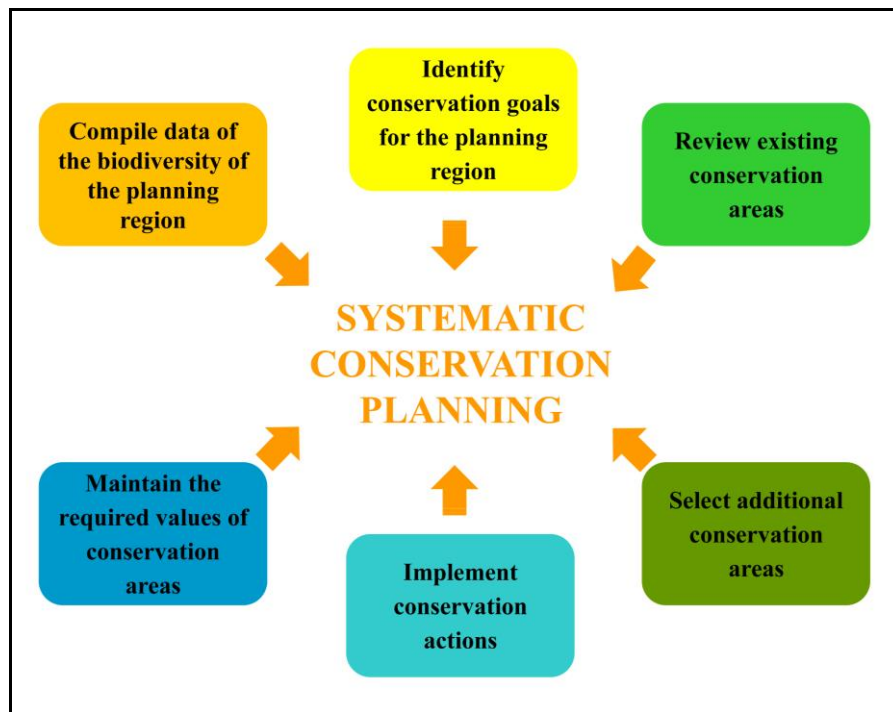 Compile data of
the biodiversity of
the planning
region
Identify
conservation goals
for the planning
region
Review existing
conservation
areas
SYSTEMATIC
CONSERVATION
PLANNING
Maintain the
required values of
conservation
areas
Implement
conservation
actions
Select additional
conservation
areas